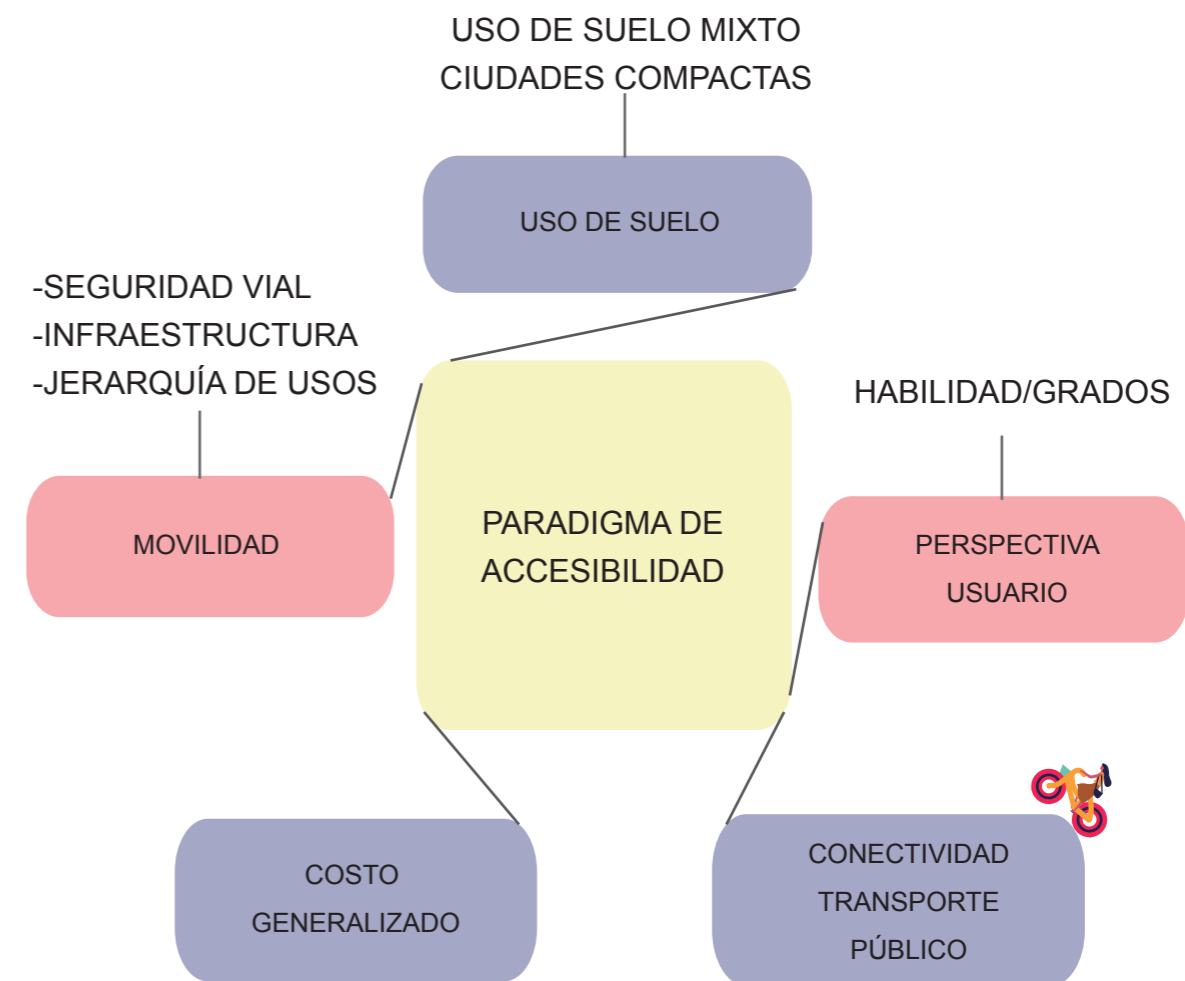 USO DE SUELO MIXTO
CIUDADES COMPACTAS
USO DE SUELO
-SEGURIDAD VIAL
-INFRAESTRUCTURA
-JERARQUÍA DE USOS
HABILIDAD/GRADOS
MOVILIDAD
PARADIGMA DE
ACCESIBILIDAD
PERSPECTIVA
USUARIO
COSTO
GENERALIZADO
CONECTIVIDAD
TRANSPORTE
PÚBLICO